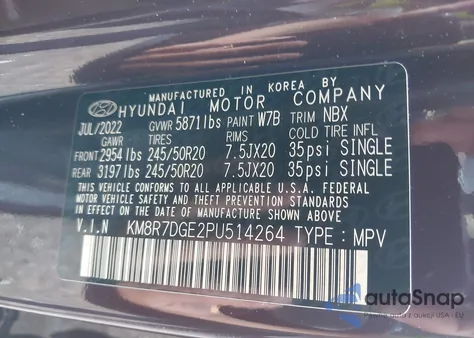 MANUFACTURED IN KOREA BY
HYUNDAI MOTOR COMPANY
JUL/2022 GVWR 5871lbs PAINT W7B TRIM NBX
GAWR TIRES RIMS COLD TIRE INFL
FRONT 2954 lbs 245/50R20 7.5JX20 35psi SINGLE
REAR 3197 lbs 245/50R20 7.5JX20 35psi SINGLE
THIS VEHICLE CONFORMS TO ALL APPLICABLE U.S.A. FEDERAL
MOTOR VEHICLE SAFETY AND THEFT PREVENTION
STANDARDS IN EFFECT ON THE DATE OF MANUFACTURE
V.I.N KM8R7DGE2PU514264 TYPE : MPV
autoSnap